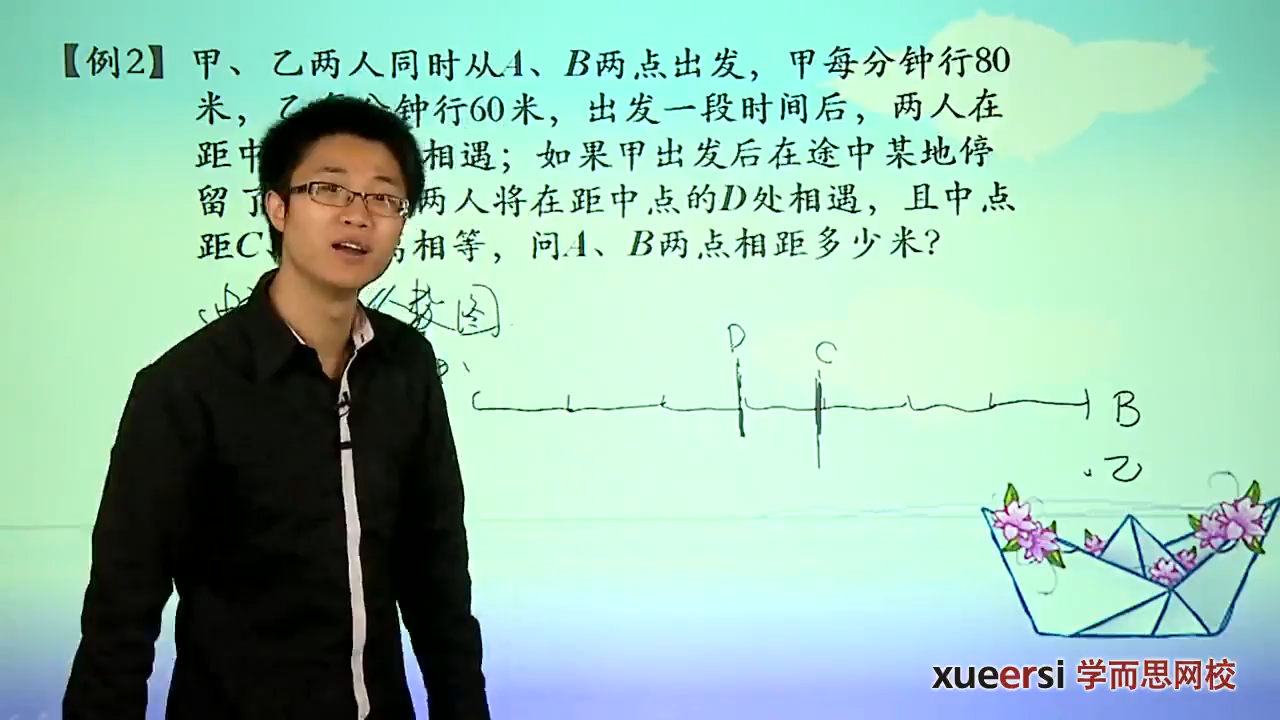 【例2】 甲、乙两人同时从A、B两点出发，甲每分钟行80
米，乙每分钟行60米，出发一段时间后，两人在
距中 相遇；如果甲出发后在途中某地停
留了 两人将在距中点的D处相遇，且中点
距C、 相等，问A、B两点相距多少米？
数图
D C
B
乙
xueersi 学而思网校